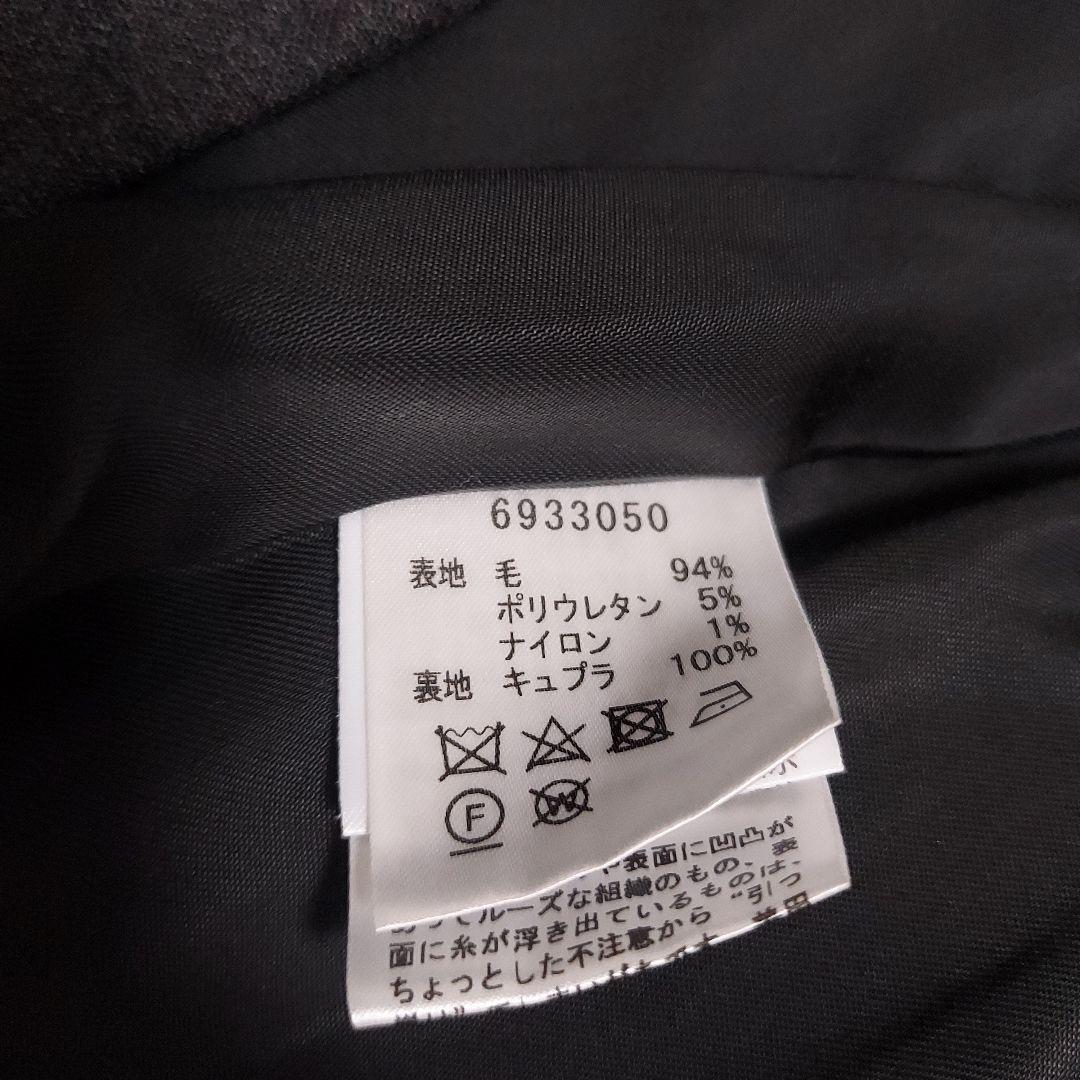 6933050
表地 毛 94%
ポリウレタン 5%
ナイロン 1%
裏地 キュプラ 100%
F
W
表面に凹凸が
ルーズな組織のもの、表
面に糸が浮き出ているものは、
ちょっとした不注意から“引っ